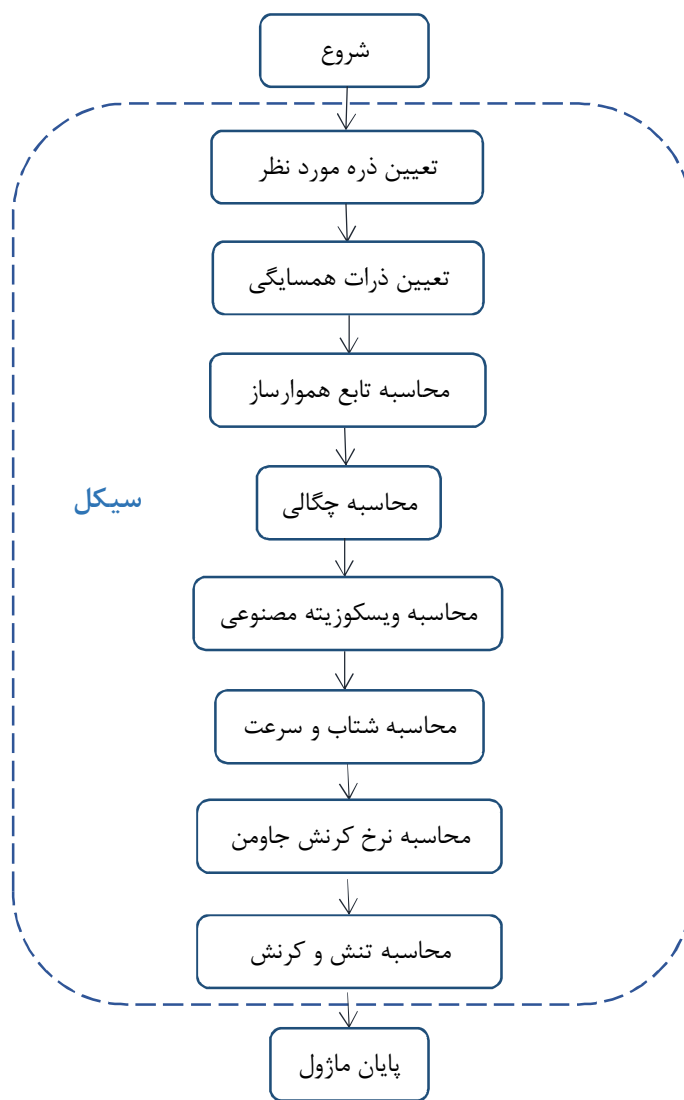 شروع
تعیین ذره مورد نظر
تعیین ذرات همسایگی
محاسبه تابع هموارساز
سیکل
محاسبه چگالی
محاسبه ویسکوزیته مصنوعی
محاسبه شتاب و سرعت
محاسبه نرخ کرنش جاومن
محاسبه تنش و کرنش
پایان ماژول